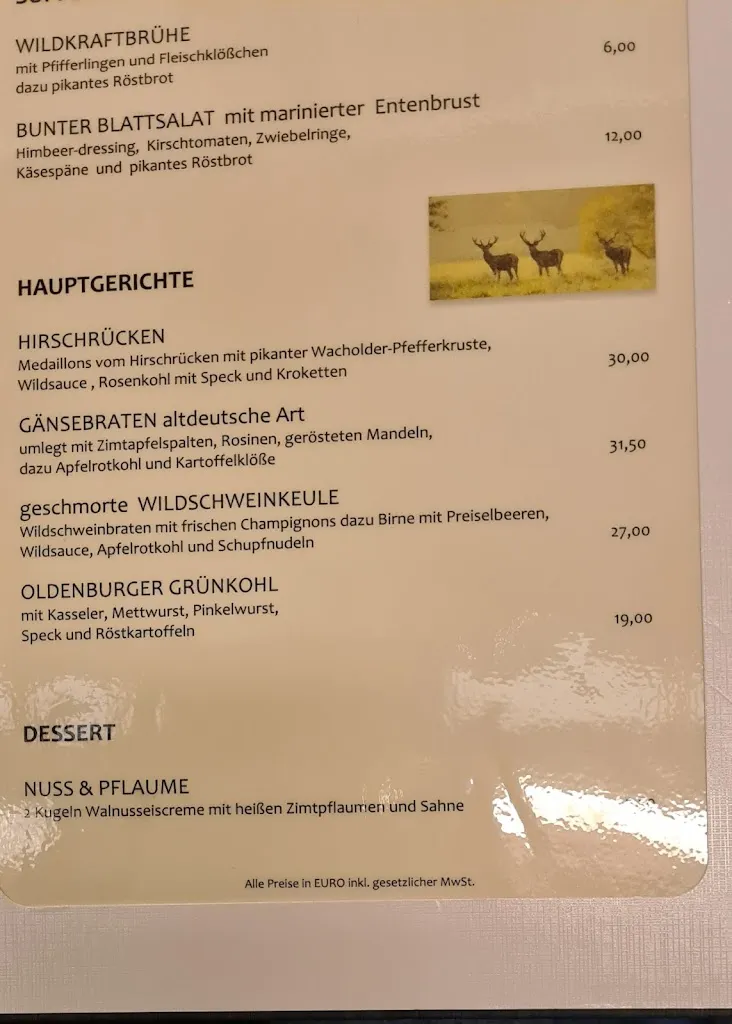 WILDKRAFTBRÜHE
mit Pfifferlingen und Fleischklößchen 6,00
dazu pikantes Röstbrot
BUNTER BLATTSALAT mit marinierter Entenbrust
Himbeer-dressing, Kirschtomaten, Zwiebelringe, 12,00
Käsespäne und pikantes Röstbrot
HAUPTGERICHTE
HIRSCHRÜCKEN
Medaillons vom Hirschrücken mit pikanter Wacholder-Pfefferkruste, 30,00
Wildsauce , Rosenkohl mit Speck und Kroketten
GÄNSEBRATEN altdeutsche Art
umlegt mit Zimtapfelspalten, Rosinen, gerösteten Mandeln, 31,50
dazu Apfelrotkohl und Kartoffelklöße
geschmorte WILDSCHWEINKEULE
Wildschweinbraten mit frischen Champignons dazu Birne mit Preiselbeeren, 27,00
Wildsauce, Apfelrotkohl und Schupfnudeln
OLDENBURGER GRÜNKOHL
mit Kasseler, Mettwurst, Pinkelwurst, 19,00
Speck und Röstkartoffeln
DESSERT
NUSS & PFLAUME
2 Kugeln Walnusseiscreme mit heißen Zimtpflaumen und Sahne
Alle Preise in EURO inkl. gesetzlicher MwSt.